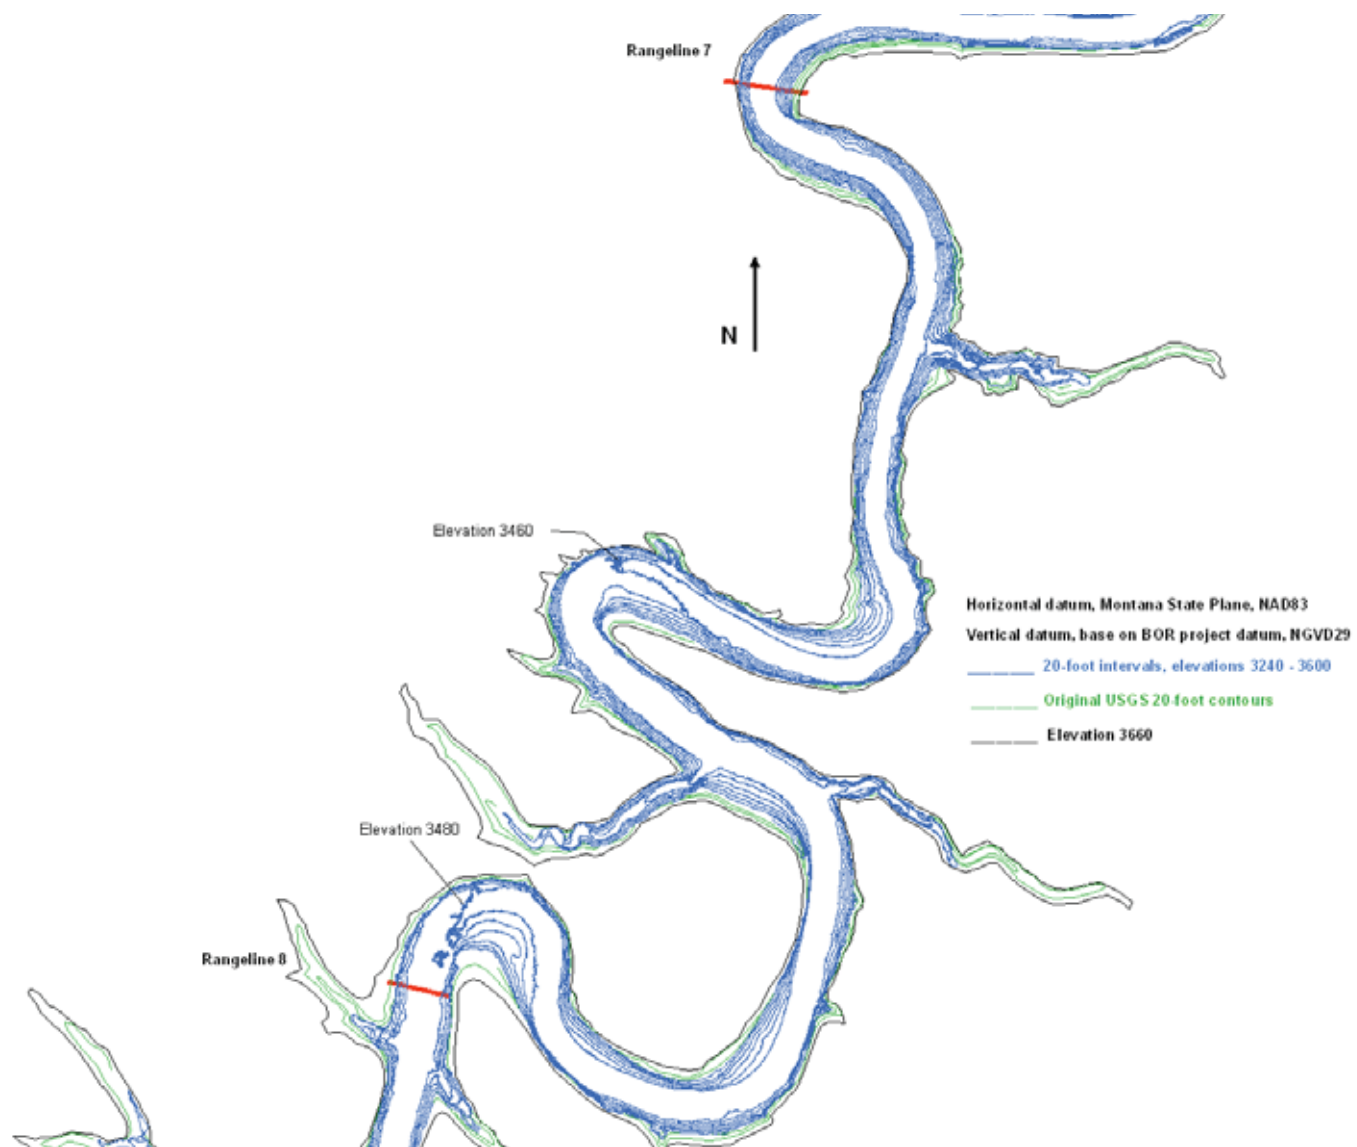 Rangeline 7
N
Elevation 3460
Horizontal datum, Montana State Plane, NAD83
Vertical datum, base on BOR project datum, NGVD29
20-foot intervals, elevations 3240 - 3600
Original USGS 20-foot contours
Elevation 3660
Elevation 3480
Rangeline 8